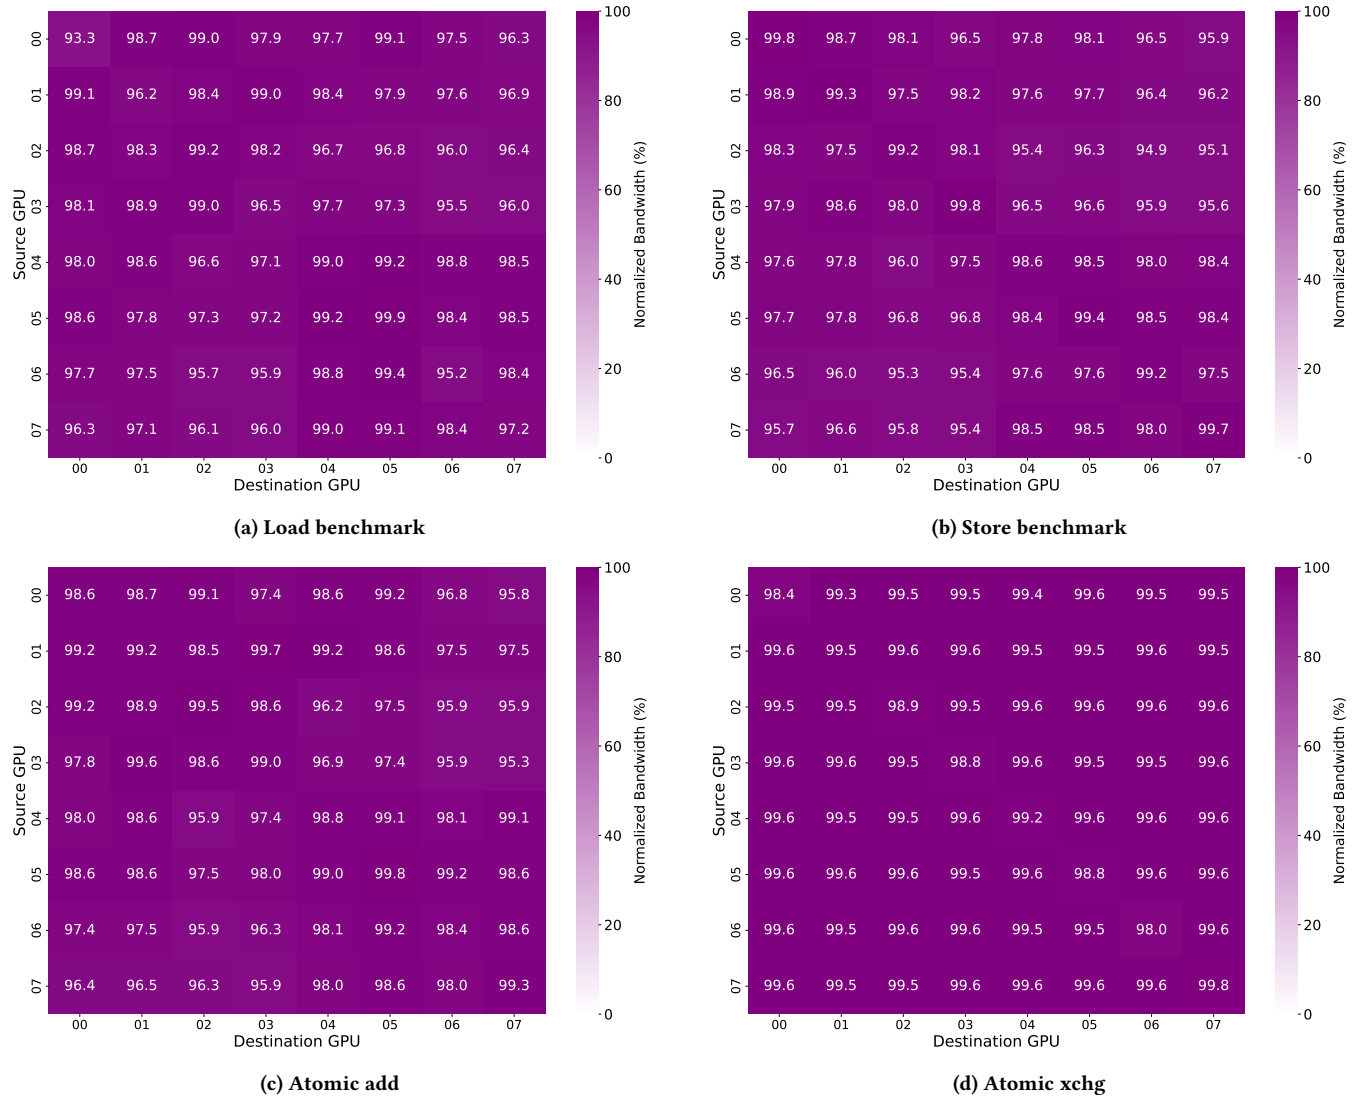 00 93.3 98.7 99.0 97.9 97.7 99.1 97.5 96.3
01 99.1 96.2 98.4 99.0 98.4 97.9 97.6 96.9
02 98.7 98.3 99.2 98.2 96.7 96.8 96.0 96.4
03 98.1 98.9 99.0 96.5 97.7 97.3 95.5 96.0
04 98.0 98.6 96.6 97.1 99.0 99.2 98.8 98.5
05 98.6 97.8 97.3 97.2 99.2 99.9 98.4 98.5
06 97.7 97.5 95.7 95.9 98.8 99.4 95.2 98.4
07 96.3 97.1 96.1 96.0 99.0 99.1 98.4 97.2
00 01 02 03 04 05 06 07
Source GPU
Destination GPU
100
80
60
40
20
0
Normalized Bandwidth (%)
(a) Load benchmark
00 99.8 98.7 98.1 96.5 97.8 98.1 96.5 95.9
01 98.9 99.3 97.5 98.2 97.6 97.7 96.4 96.2
02 98.3 97.5 99.2 98.1 95.4 96.3 94.9 95.1
03 97.9 98.6 98.0 99.8 96.5 96.6 95.9 95.6
04 97.6 97.8 96.0 97.5 98.6 98.5 98.0 98.4
05 97.7 97.8 96.8 96.8 98.4 99.4 98.5 98.4
06 96.5 96.0 95.3 95.4 97.6 97.6 99.2 97.5
07 95.7 96.6 95.8 95.4 98.5 98.5 98.0 99.7
00 01 02 03 04 05 06 07
Source GPU
Destination GPU
100
80
60
40
20
0
Normalized Bandwidth (%)
(b) Store benchmark
00 98.6 98.7 99.1 97.4 98.6 99.2 96.8 95.8
01 99.2 99.2 98.5 99.7 99.2 98.6 97.5 97.5
02 99.2 98.9 99.5 98.6 96.2 97.5 95.9 95.9
03 97.8 99.6 98.6 99.0 96.9 97.4 95.9 95.3
04 98.0 98.6 95.9 97.4 98.8 99.1 98.1 99.1
05 98.6 98.6 97.5 98.0 99.0 99.8 99.2 98.6
06 97.4 97.5 95.9 96.3 98.1 99.2 98.4 98.6
07 96.4 96.5 96.3 95.9 98.0 98.6 98.0 99.3
00 01 02 03 04 05 06 07
Source GPU
Destination GPU
100
80
60
40
20
0
Normalized Bandwidth (%)
(c) Atomic add
00 98.4 99.3 99.5 99.5 99.4 99.6 99.5 99.5
01 99.6 99.5 99.6 99.6 99.5 99.5 99.6 99.5
02 99.5 99.5 98.9 99.5 99.6 99.6 99.6 99.6
03 99.6 99.6 99.5 98.8 99.6 99.5 99.5 99.6
04 99.6 99.5 99.5 99.6 99.2 99.6 99.6 99.6
05 99.6 99.6 99.6 99.5 99.6 98.8 99.6 99.6
06 99.6 99.5 99.6 99.6 99.5 99.5 98.0 99.6
07 99.6 99.5 99.5 99.6 99.6 99.6 99.6 99.8
00 01 02 03 04 05 06 07
Source GPU
Destination GPU
100
80
60
40
20
0
Normalized Bandwidth (%)
(d) Atomic xchg